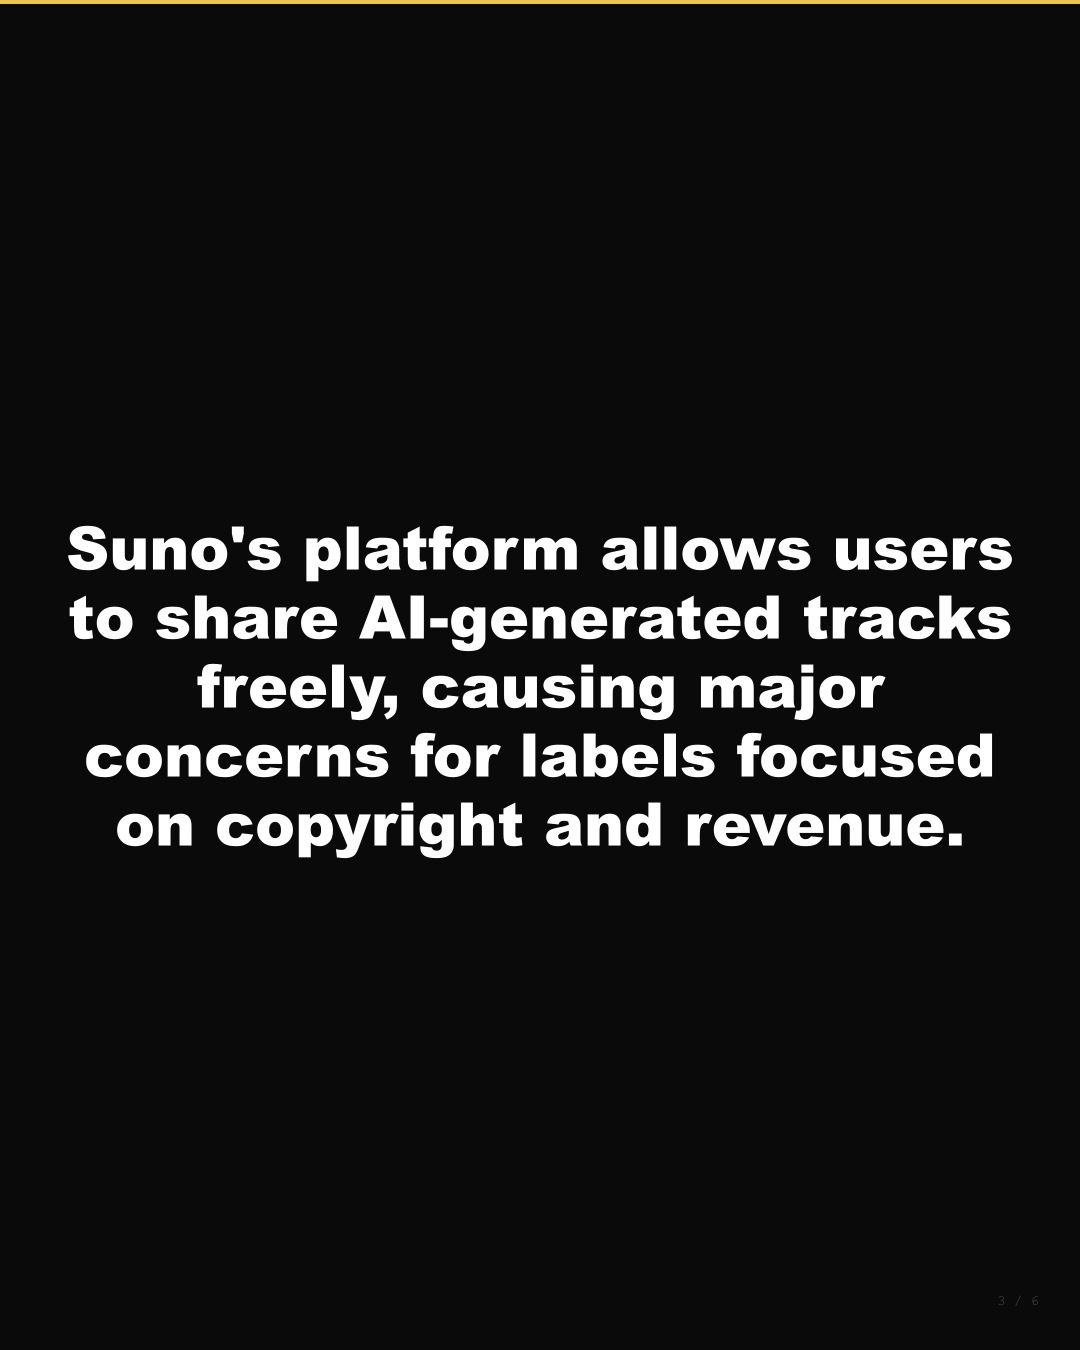 Suno's platform allows users
to share AI-generated tracks
freely, causing major
concerns for labels focused
on copyright and revenue.
3 / 6